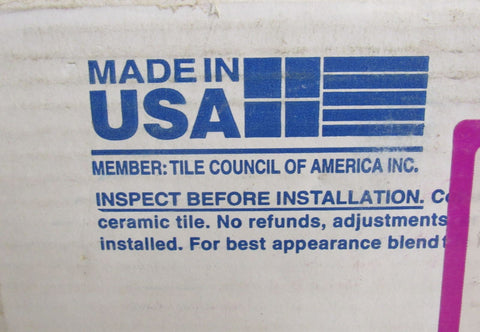 MADE IN
USA
MEMBER: TILE COUNCIL OF AMERICA INC.
INSPECT BEFORE INSTALLATION.
ceramic tile. No refunds, adjustments
installed. For best appearance blend